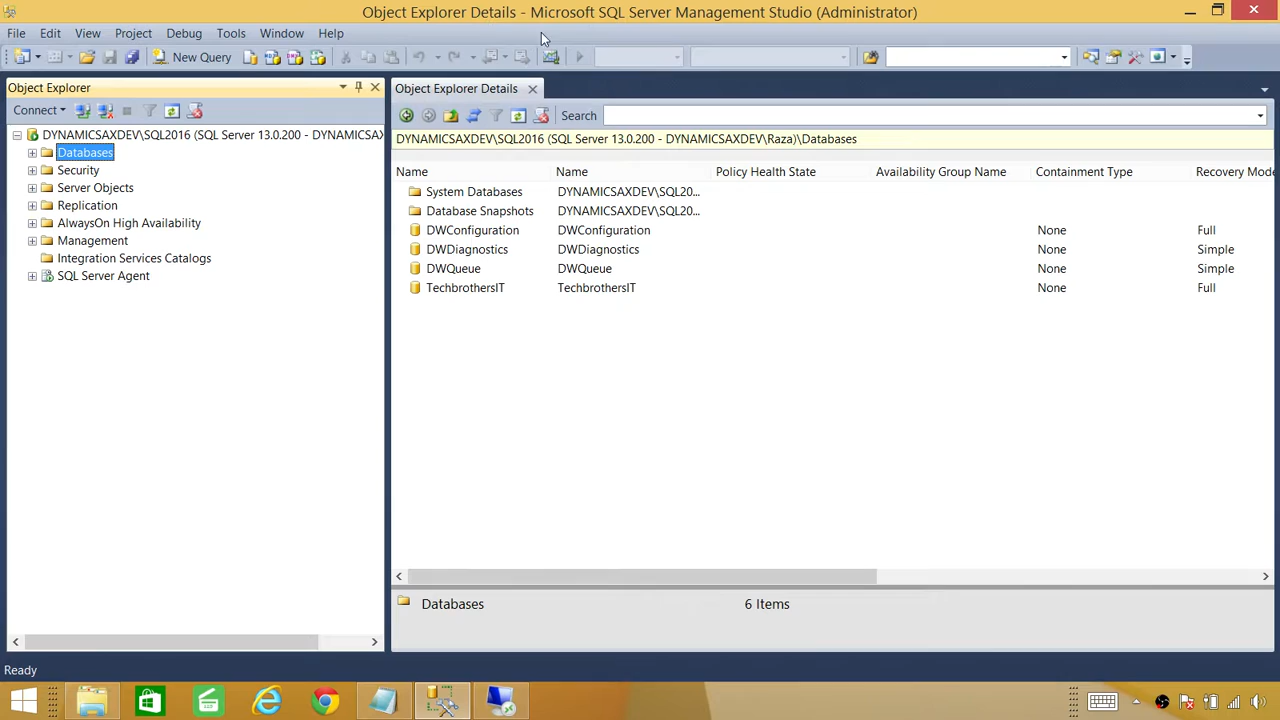 Object Explorer Details - Microsoft SQL Server Management Studio (Administrator)
File Edit View Project Debug Tools Window Help
New Query
Object Explorer
Connect
DYNAMICSAXDEV\SQL2016 (SQL Server 13.0.200 - DYNAMICSAX
Databases
Security
Server Objects
Replication
AlwaysOn High Availability
Management
Integration Services Catalogs
SQL Server Agent
Object Explorer Details
Search
DYNAMICSAXDEV\SQL2016 (SQL Server 13.0.200 - DYNAMICSAXDEV\Raza)\Databases
Name Name Policy Health State Availability Group Name Containment Type Recovery Mode
System Databases DYNAMICSAXDEV\SQL20...
Database Snapshots DYNAMICSAXDEV\SQL20...
DWConfiguration DWConfiguration None Full
DWDiagnostics DWDiagnostics None Simple
DWQueue DWQueue None Simple
TechbrothersIT TechbrothersIT None Full
Databases 6 Items
Ready